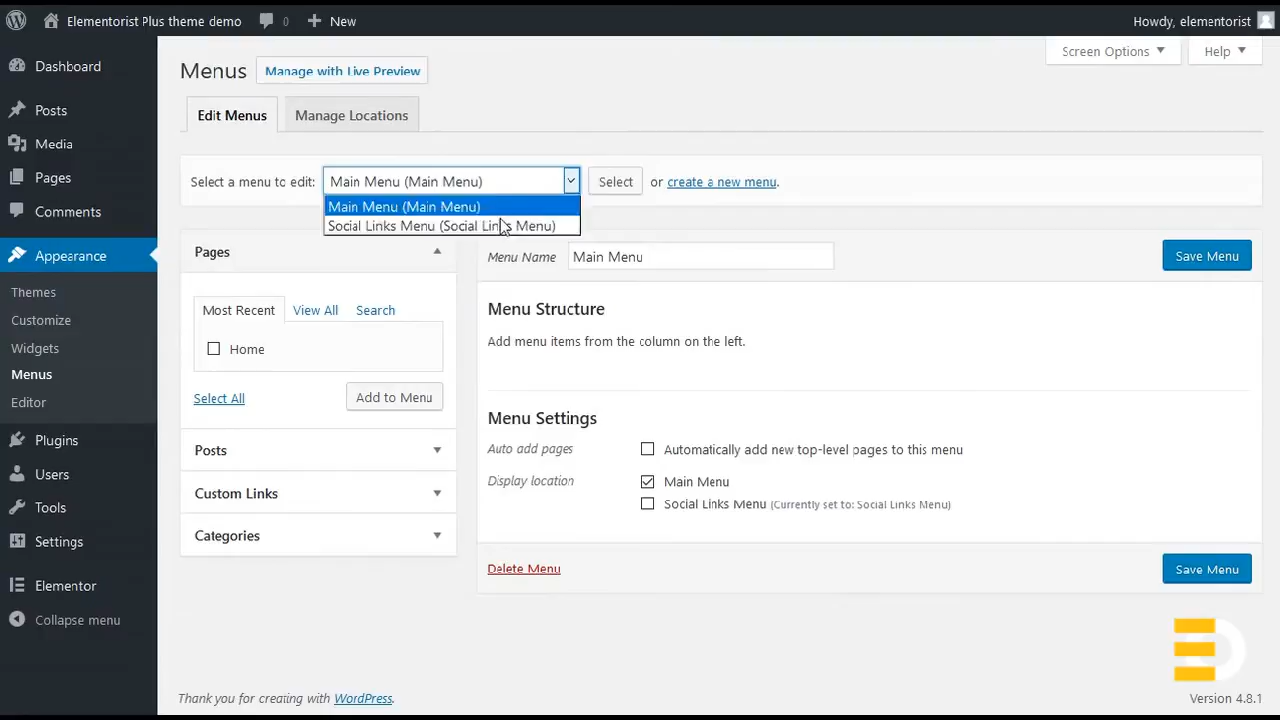 Elementorist Plus theme demo 0 New Howdy, elementorist
Screen Options Help
Dashboard
Posts
Media
Pages
Comments
Appearance
Themes
Customize
Widgets
Menus
Editor
Plugins
Users
Tools
Settings
Elementor
Collapse menu
Menus Manage with Live Preview
Edit Menus Manage Locations
Select a menu to edit: Main Menu (Main Menu) Select or create a new menu.
Main Menu (Main Menu)
Social Links Menu (Social Links Menu)
Pages
Most Recent View All Search
Home
Select All Add to Menu
Posts
Custom Links
Categories
Menu Name Main Menu Save Menu
Menu Structure
Add menu items from the column on the left.
Menu Settings
Auto add pages Automatically add new top-level pages to this menu
Display location Main Menu
Social Links Menu (Currently set to: Social Links Menu)
Delete Menu Save Menu
Thank you for creating with WordPress. Version 4.8.1